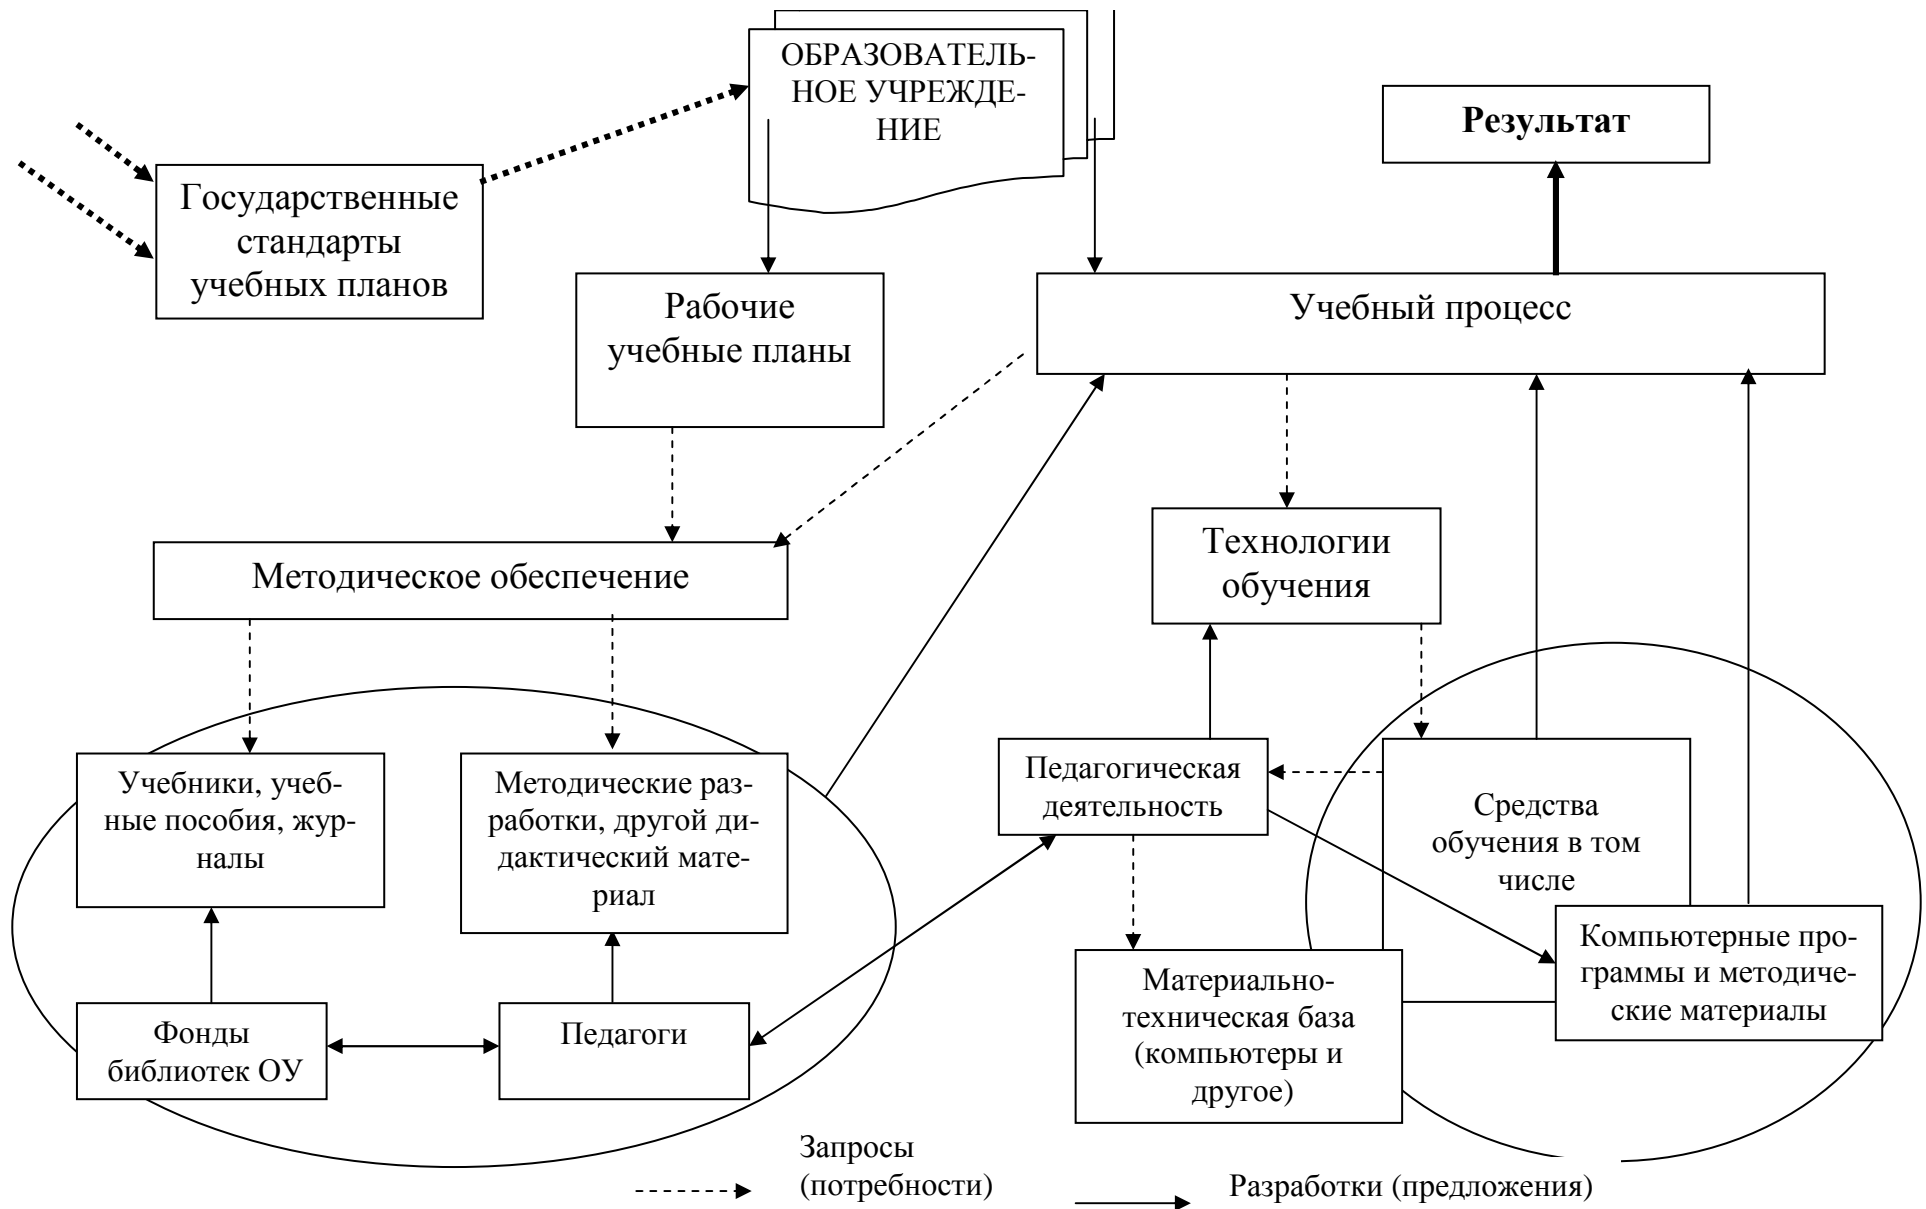 ОБРАЗОВАТЕЛЬ-
НОЕ УЧРЕЖДЕ-
НИЕ
Результат
Государственные
стандарты
учебных планов
Рабочие
учебные планы
Учебный процесс
Методическое обеспечение
Технологии
обучения
Учебники, учеб-
ные пособия, жур-
налы
Методические раз-
работки, другой ди-
дактический мате-
риал
Педагогическая
деятельность
Средства
обучения в том
числе
Компьютерные про-
граммы и методиче-
ские материалы
Материально-
техническая база
(компьютеры и
другое)
Фонды
библиотек ОУ
Педагоги
Запросы
(потребности)
Разработки (предложения)